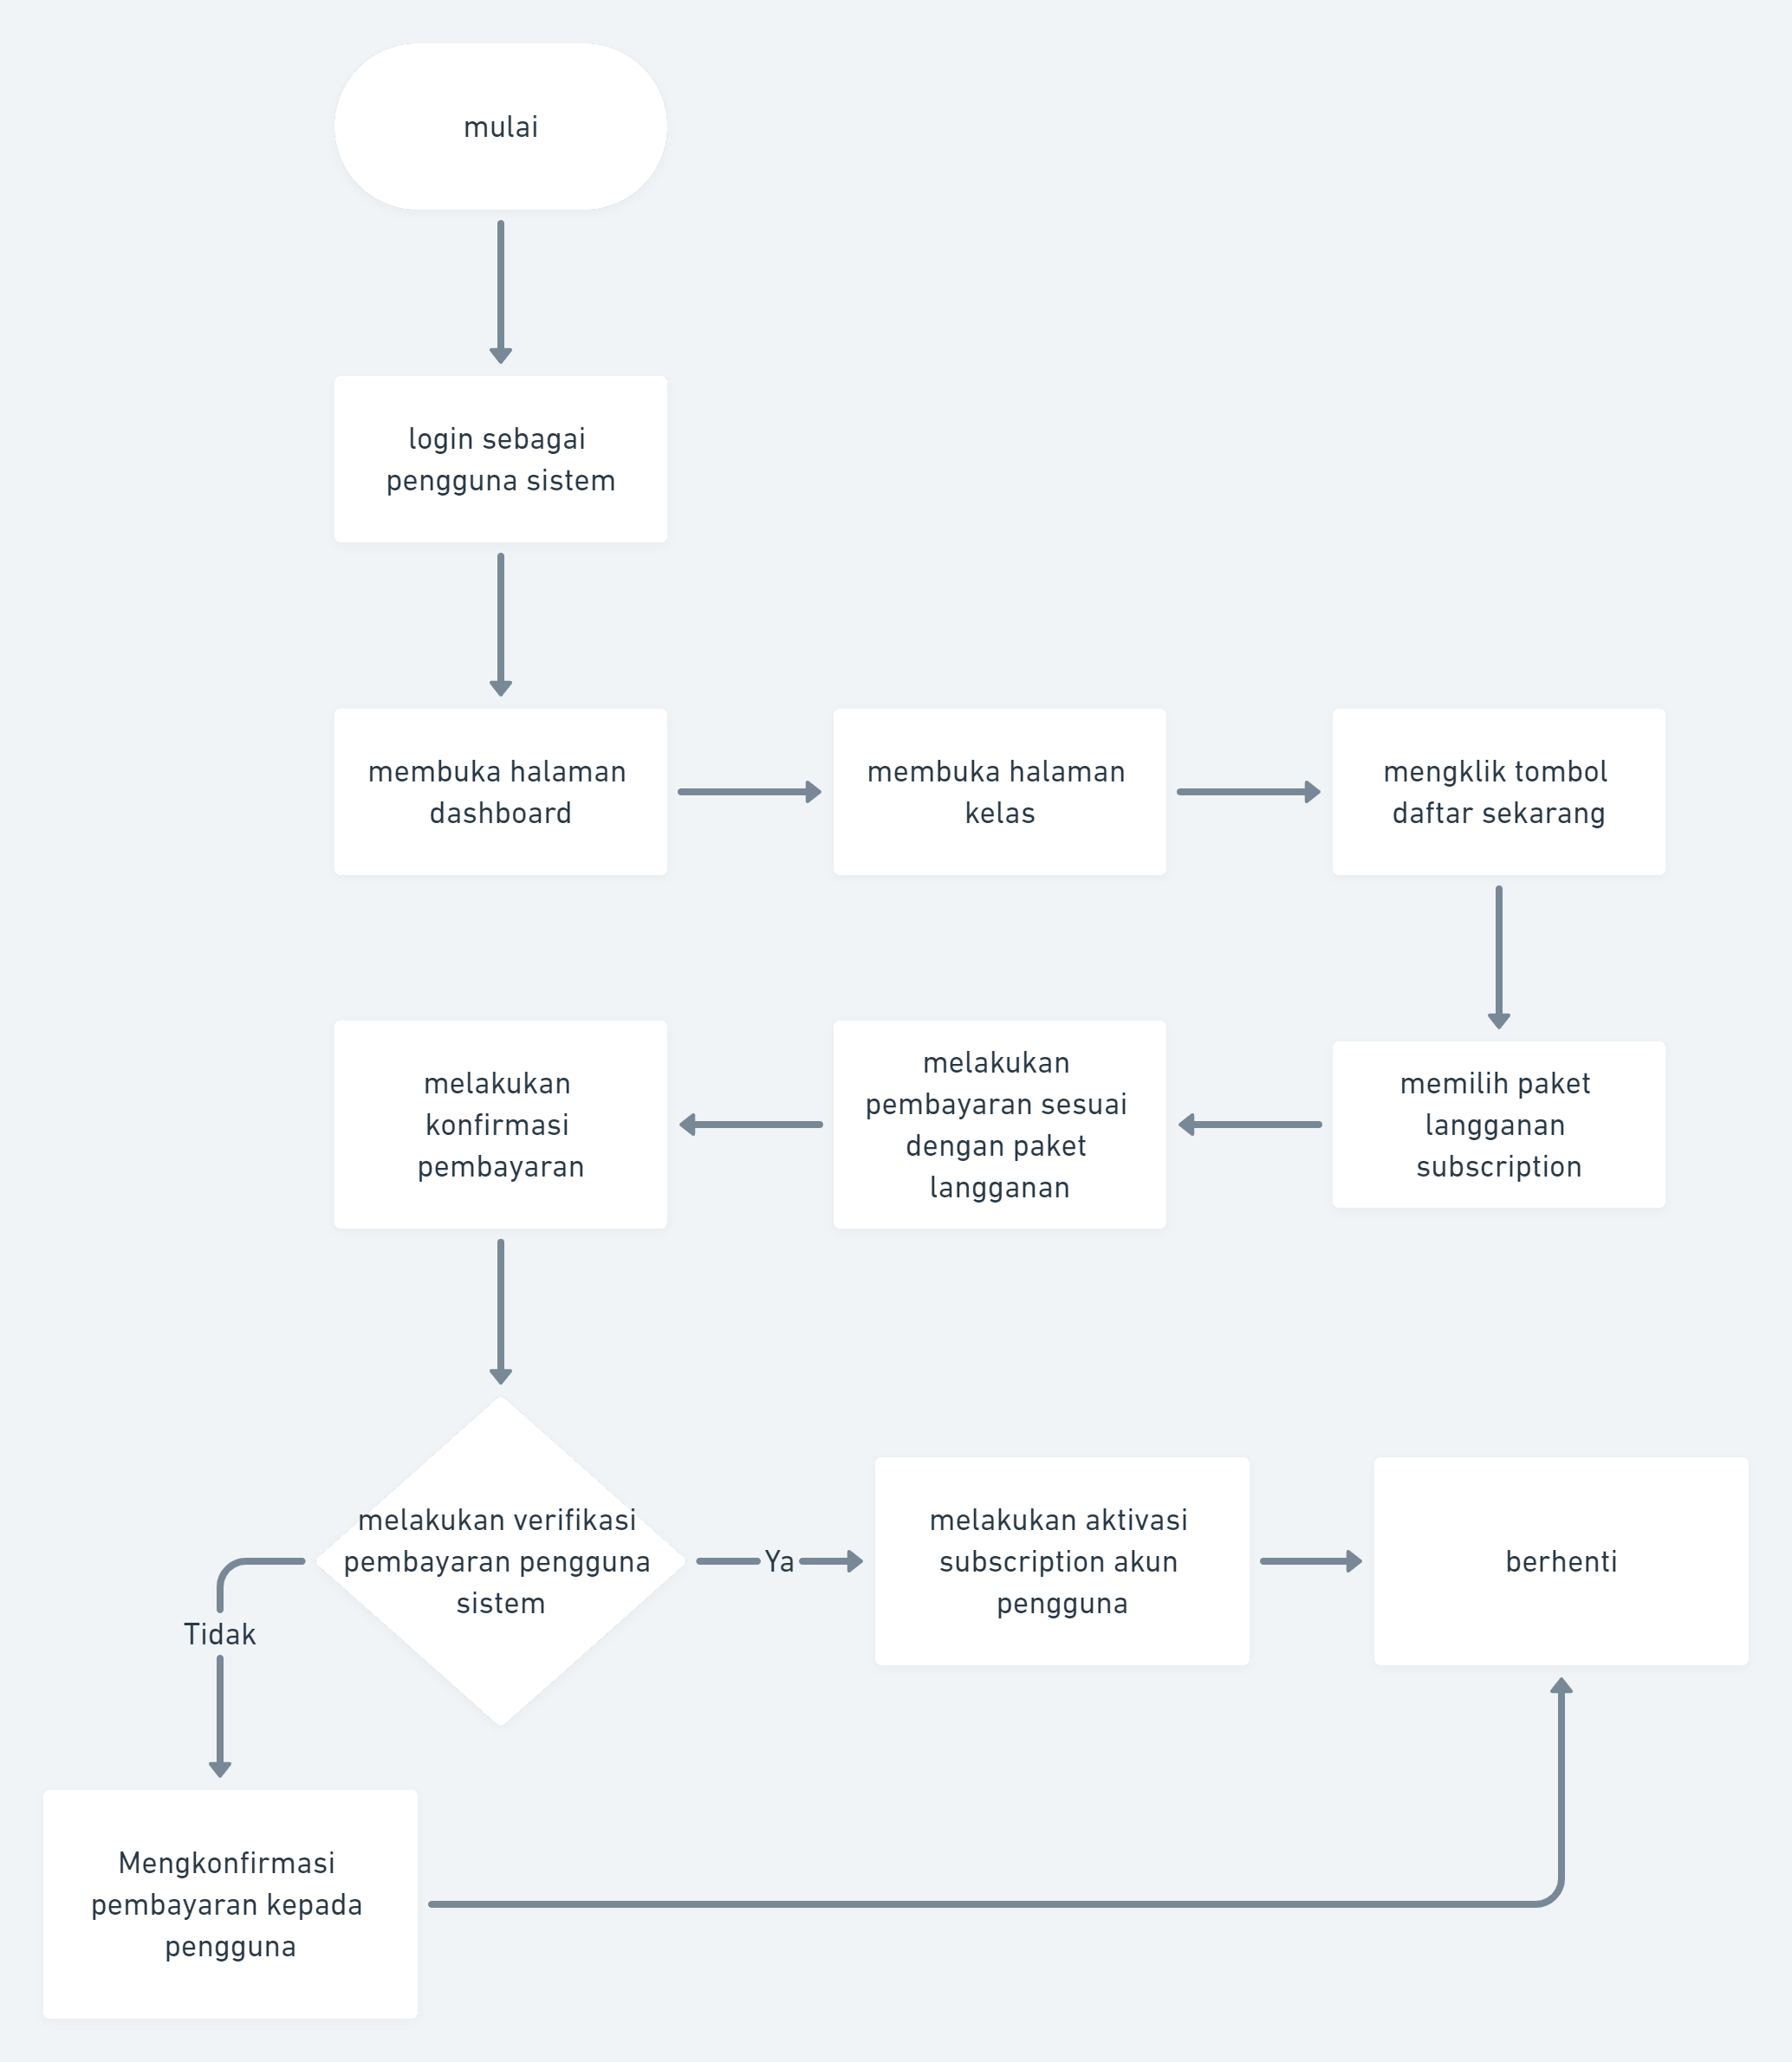 mulai
login sebagai
pengguna sistem
membuka halaman
dashboard
membuka halaman
kelas
mengklik tombol
daftar sekarang
memilih paket
langganan
subscription
melakukan
pembayaran sesuai
dengan paket
langganan
melakukan
konfirmasi
pembayaran
melakukan verifikasi
pembayaran pengguna
sistem
Ya
melakukan aktivasi
subscription akun
pengguna
berhenti
Tidak
Mengkonfirmasi
pembayaran kepada
pengguna